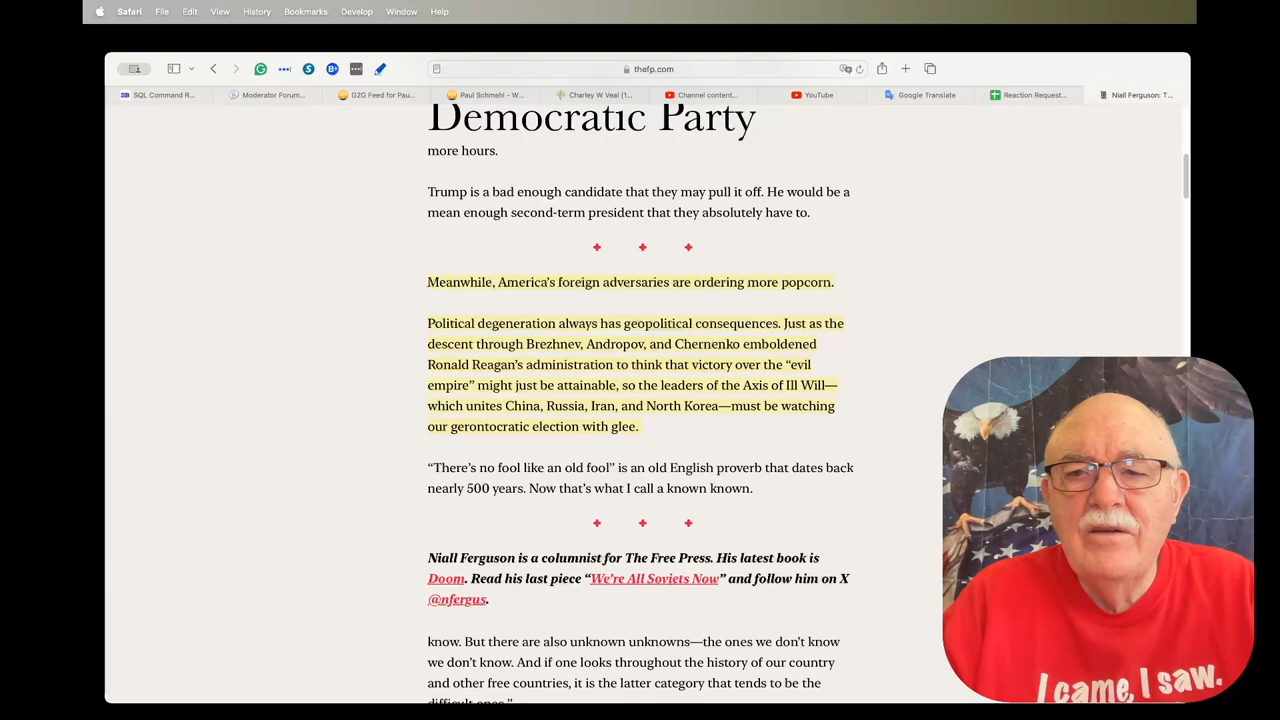 Safari File Edit View History Bookmarks Develop Window Help
thefp.com
SQL Command R... Moderator Forum... G2G Feed for Pau... Paul Schmehl - W... Charley W Veal (1... Channel content... YouTube Google Translate Reaction Request... Niall Ferguson: T...
Democratic Party
more hours.
Trump is a bad enough candidate that they may pull it off. He would be a
mean enough second-term president that they absolutely have to.
Meanwhile, America’s foreign adversaries are ordering more popcorn.
Political degeneration always has geopolitical consequences. Just as the
descent through Brezhnev, Andropov, and Chernenko emboldened
Ronald Reagan’s administration to think that victory over the “evil
empire” might just be attainable, so the leaders of the Axis of Ill Will—
which unites China, Russia, Iran, and North Korea—must be watching
our gerontocratic election with glee.
“There’s no fool like an old fool” is an old English proverb that dates back
nearly 500 years. Now that’s what I call a known known.
Niall Ferguson is a columnist for The Free Press. His latest book is
Doom. Read his last piece “We’re All Soviets Now” and follow him on X
@nfergus.
know. But there are also unknown unknowns—the ones we don’t know
we don’t know. And if one looks throughout the history of our country
and other free countries, it is the latter category that tends to be the
difficult ones.”
I came, I saw.